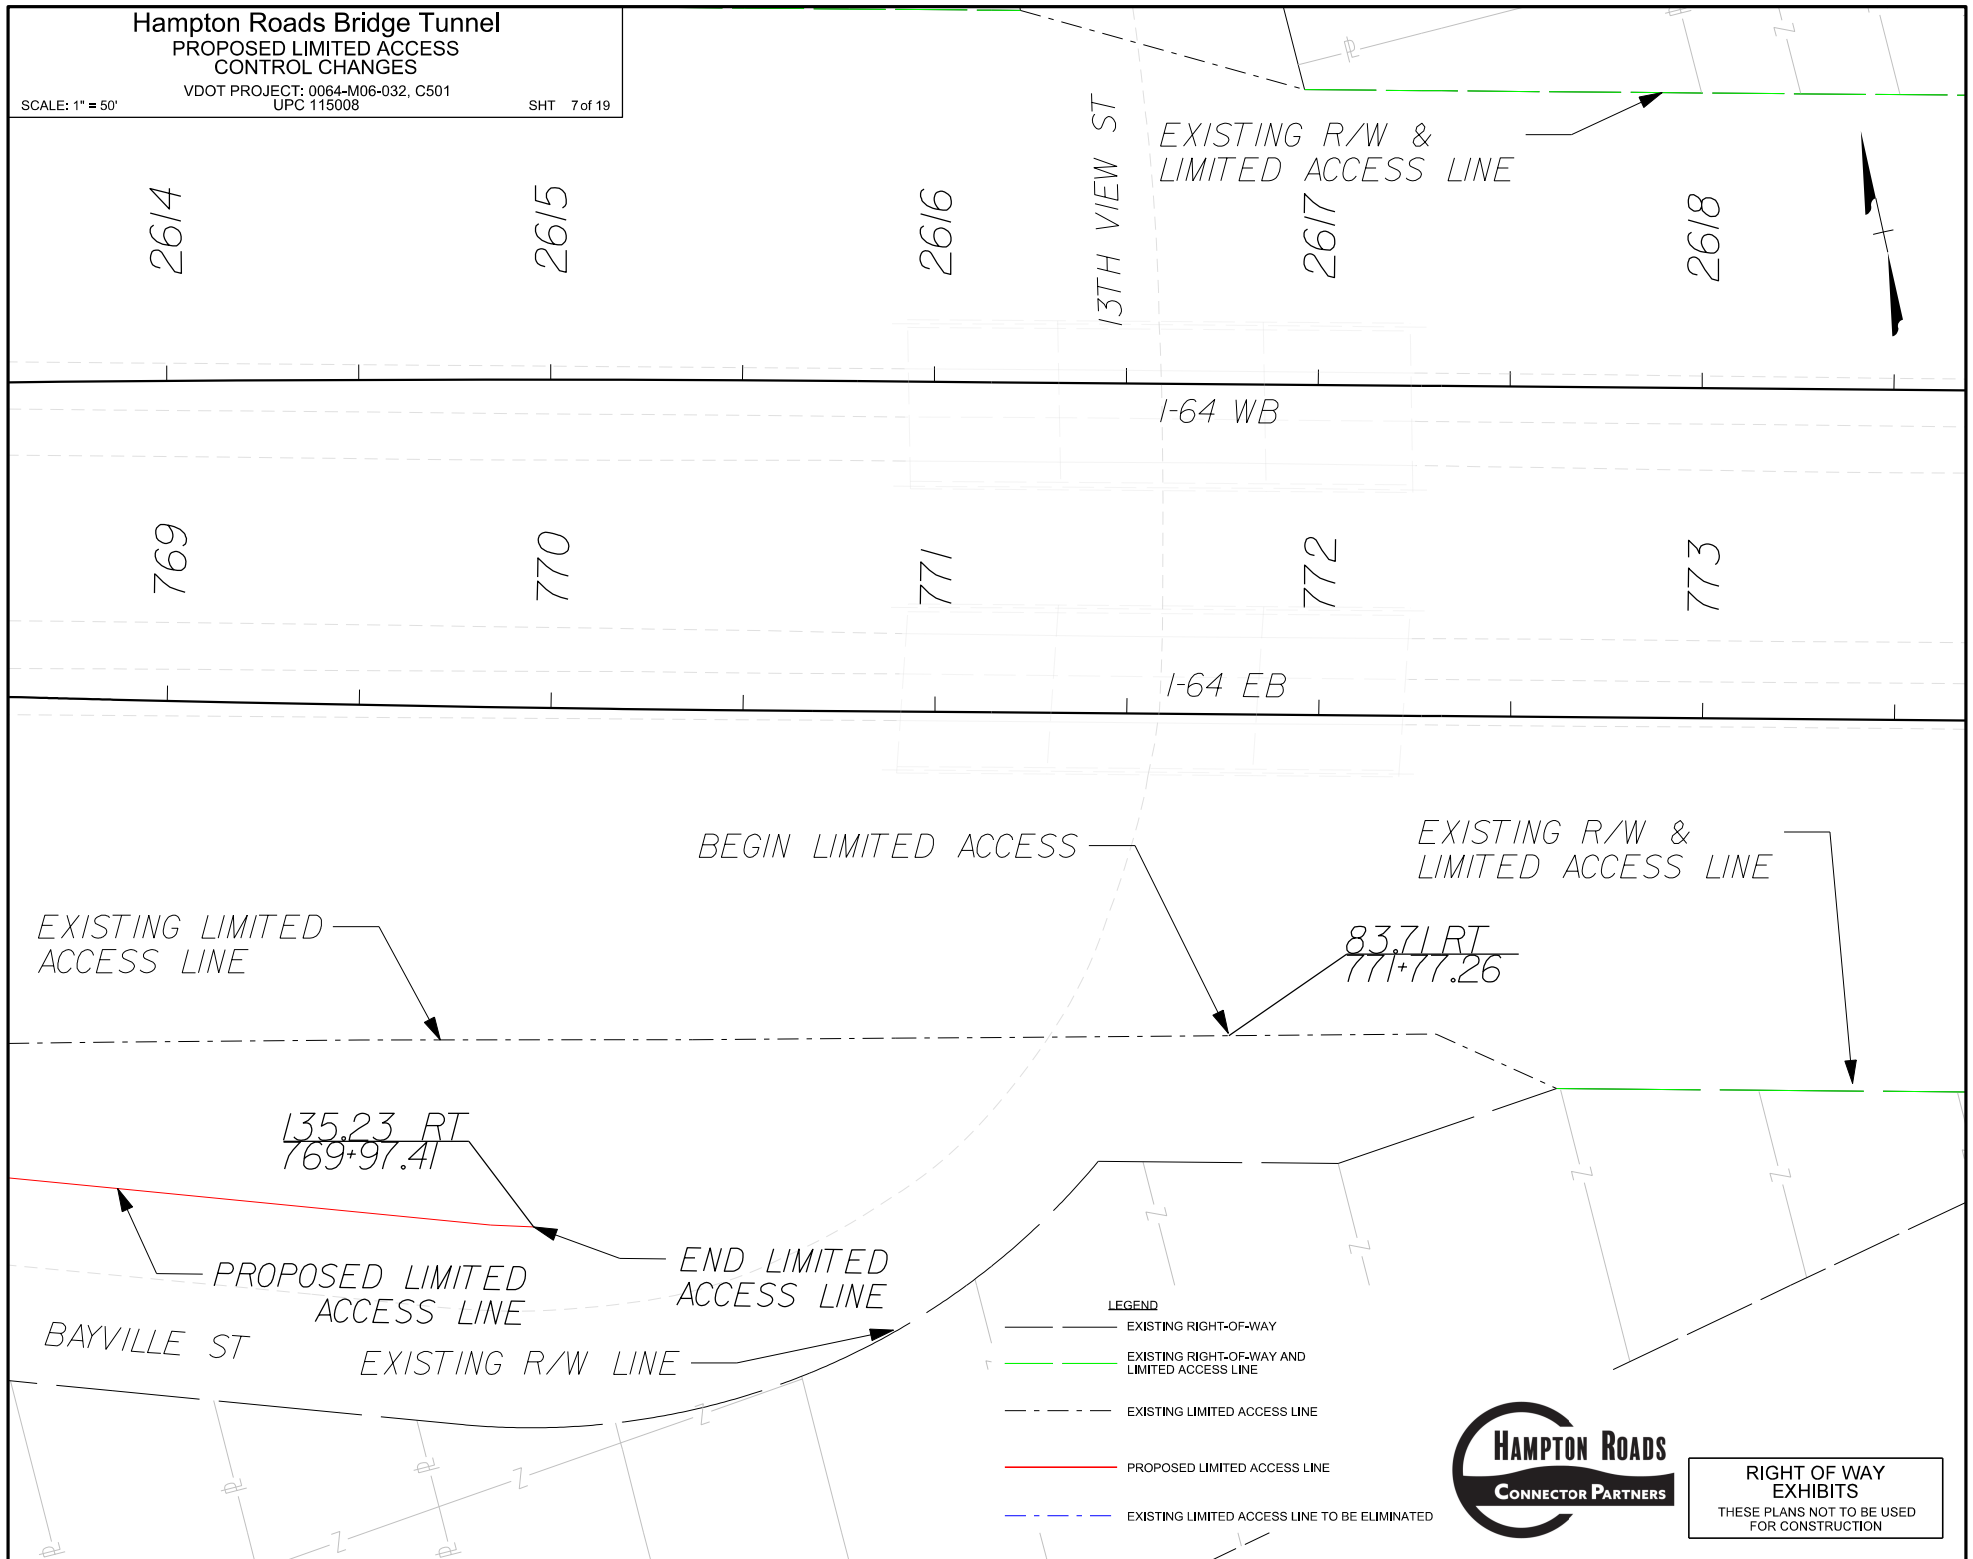 Hampton Roads Bridge Tunnel
PROPOSED LIMITED ACCESS
CONTROL CHANGES
VDOT PROJECT: 0064-M06-032, C501
SCALE: 1" = 50'
UPC 115008
SHT 7 of 19
EXISTING R/W &
LIMITED ACCESS LINE
13TH VIEW ST
2614
2615
2616
2617
2618
I-64 WB
769
770
771
772
773
I-64 EB
BEGIN LIMITED ACCESS
EXISTING R/W &
LIMITED ACCESS LINE
EXISTING LIMITED
ACCESS LINE
83.71 RT
771+77.26
135.23 RT
769+97.41
PROPOSED LIMITED
ACCESS LINE
END LIMITED
ACCESS LINE
BAYVILLE ST
EXISTING R/W LINE
LEGEND
EXISTING RIGHT-OF-WAY
EXISTING RIGHT-OF-WAY AND
LIMITED ACCESS LINE
EXISTING LIMITED ACCESS LINE
PROPOSED LIMITED ACCESS LINE
EXISTING LIMITED ACCESS LINE TO BE ELIMINATED
HAMPTON ROADS
CONNECTOR PARTNERS
RIGHT OF WAY
EXHIBITS
THESE PLANS NOT TO BE USED
FOR CONSTRUCTION